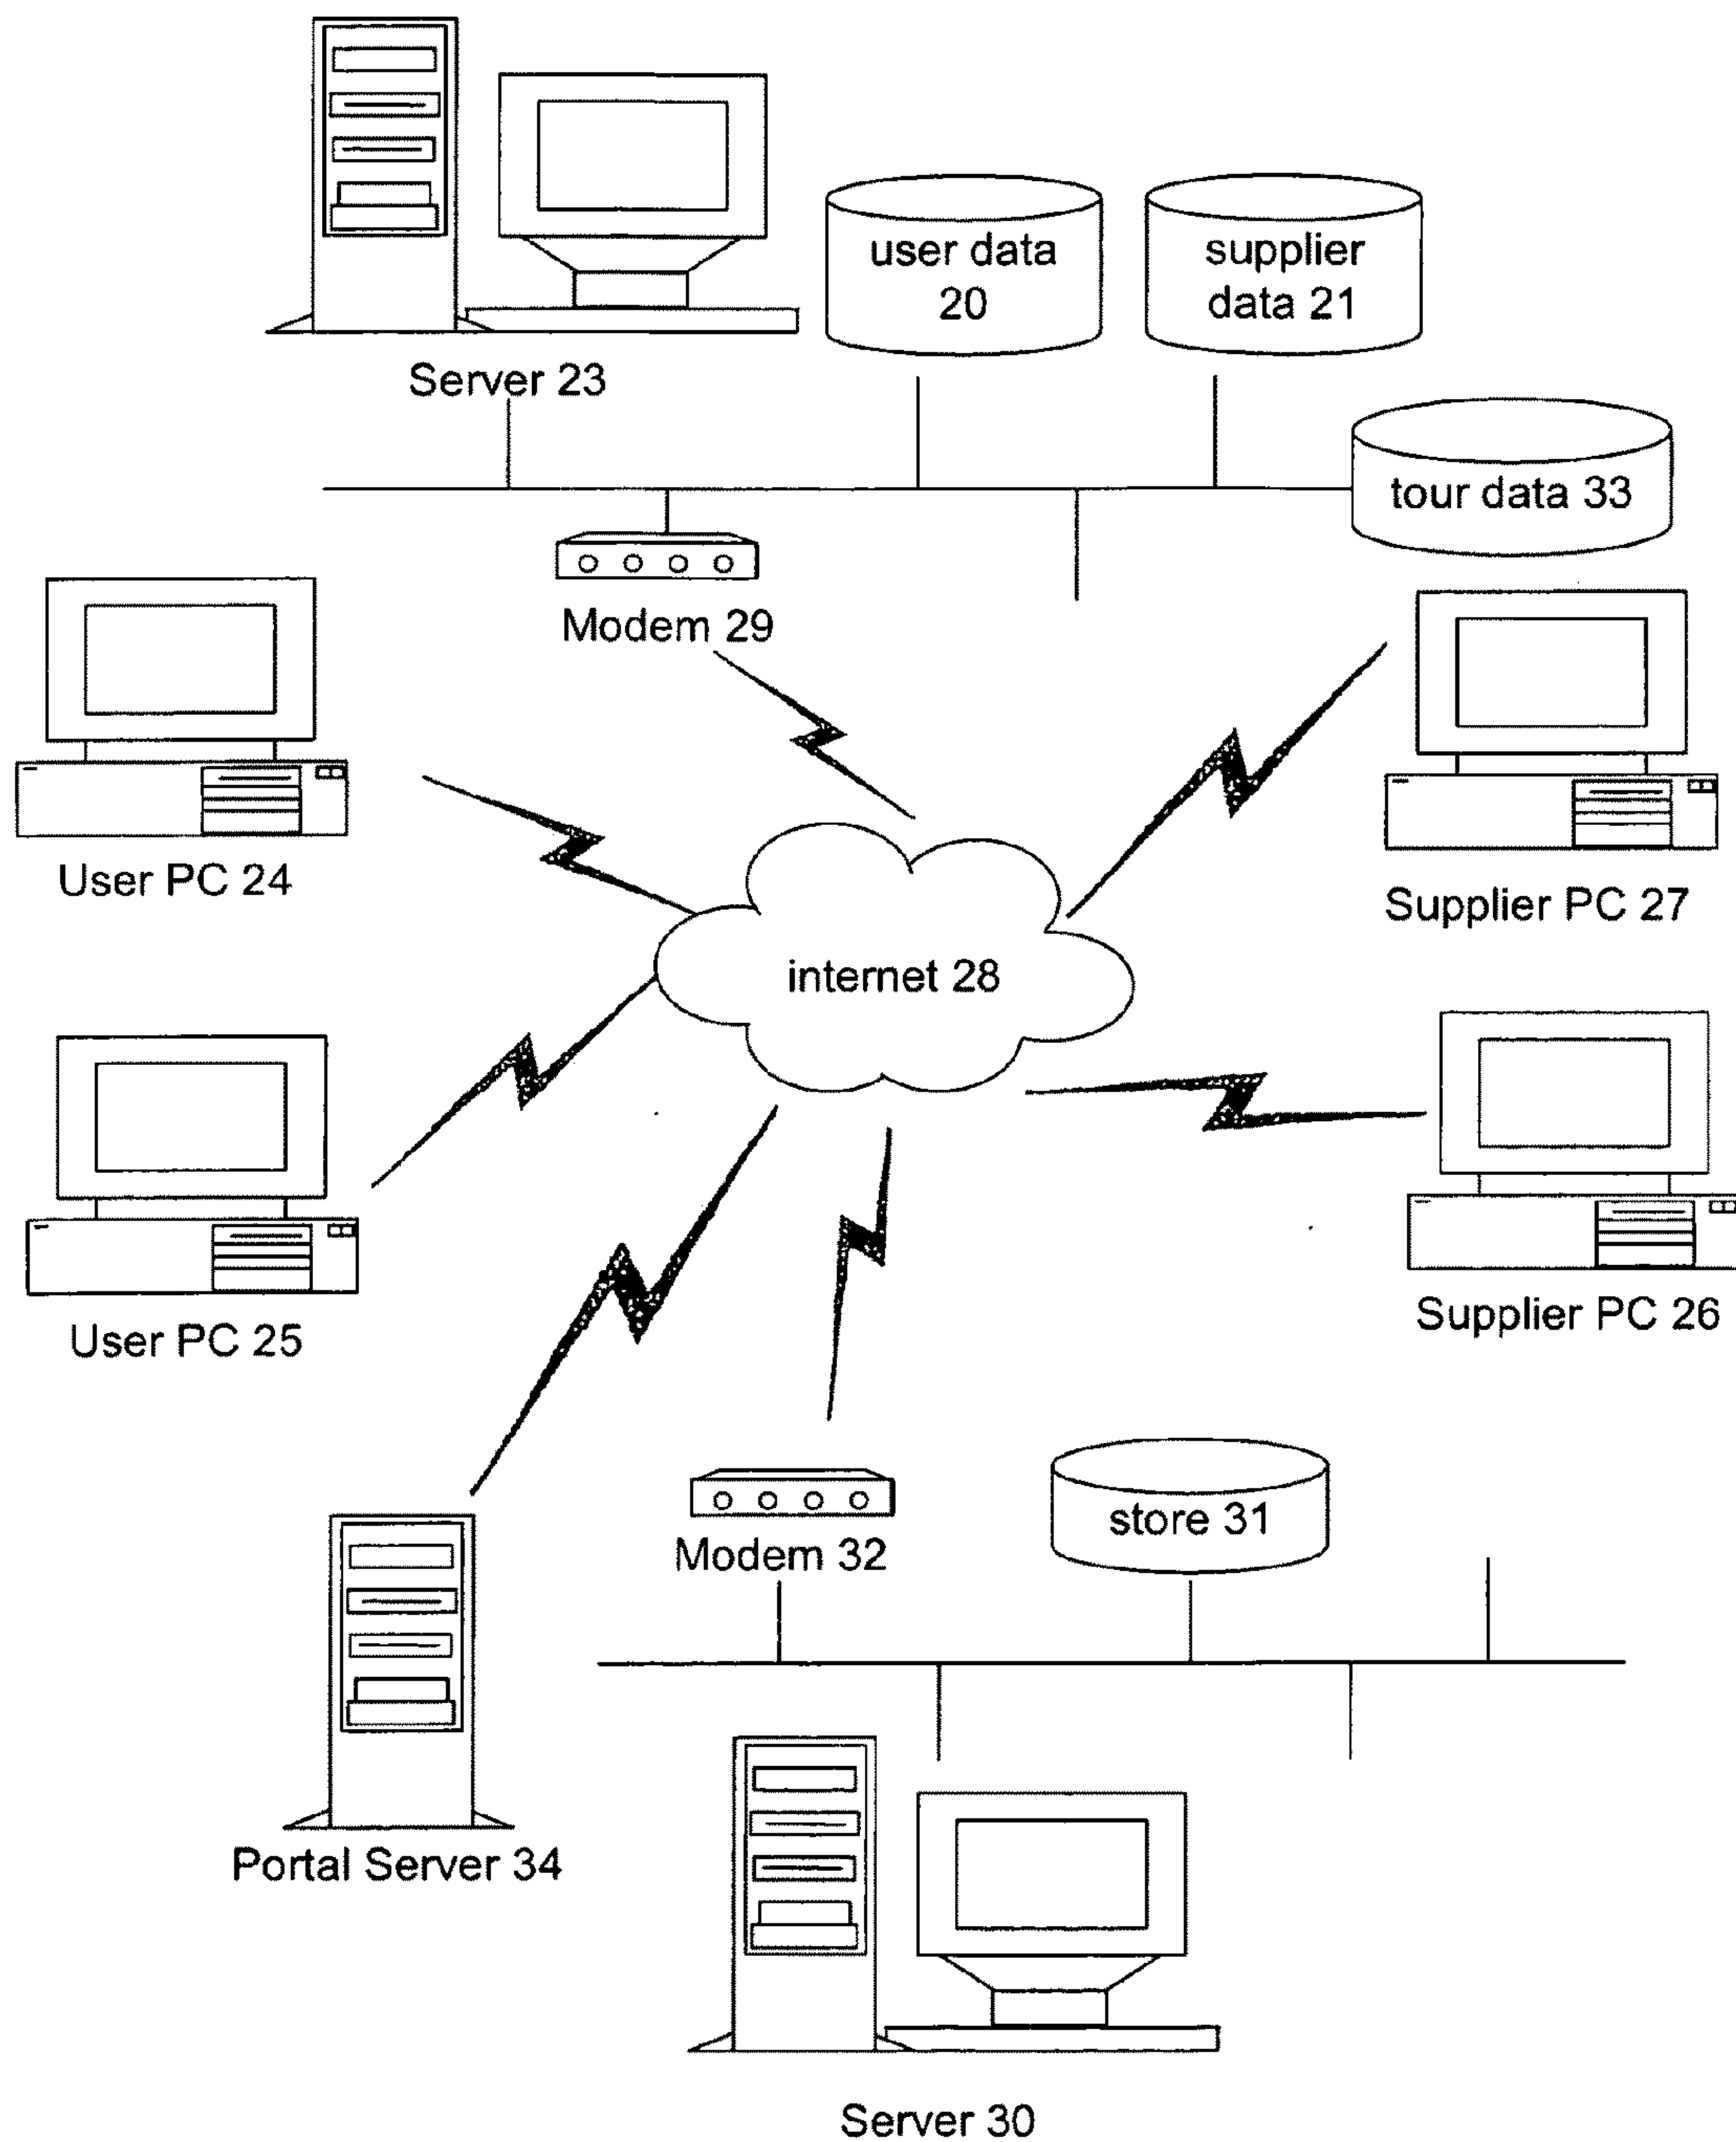 user data
20
supplier
data 21
Server 23
tour data 33
Modem 29
User PC 24
Supplier PC 27
internet 28
User PC 25
Supplier PC 26
store 31
Modem 32
Portal Server 34
Server 30